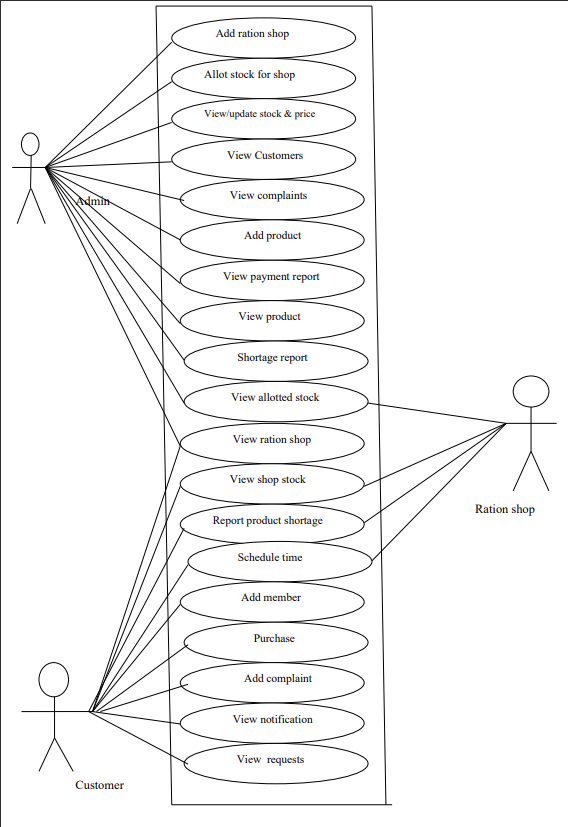 Add ration shop
Allot stock for shop
View/update stock & price
View Customers
View complaints
Admin
Add product
View payment report
View product
Shortage report
View allotted stock
View ration shop
View shop stock
Ration shop
Report product shortage
Schedule time
Add member
Purchase
Add complaint
View notification
View requests
Customer